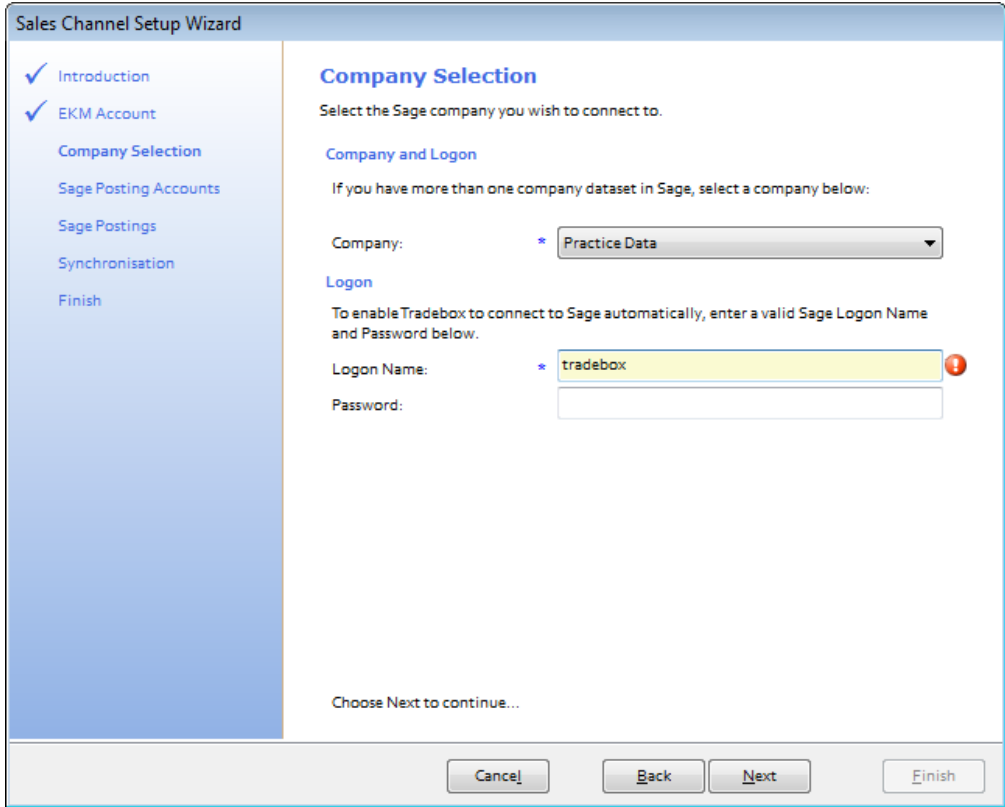 Sales Channel Setup Wizard
Introduction
EKM Account
Company Selection
Sage Posting Accounts
Sage Postings
Synchronisation
Finish
Company Selection
Select the Sage company you wish to connect to.
Company and Logon
If you have more than one company dataset in Sage, select a company below:
Company: * Practice Data
Logon
To enable Tradebox to connect to Sage automatically, enter a valid Sage Logon Name
and Password below.
Logon Name: * tradebox
Password:
Choose Next to continue...
Cancel Back Next Finish